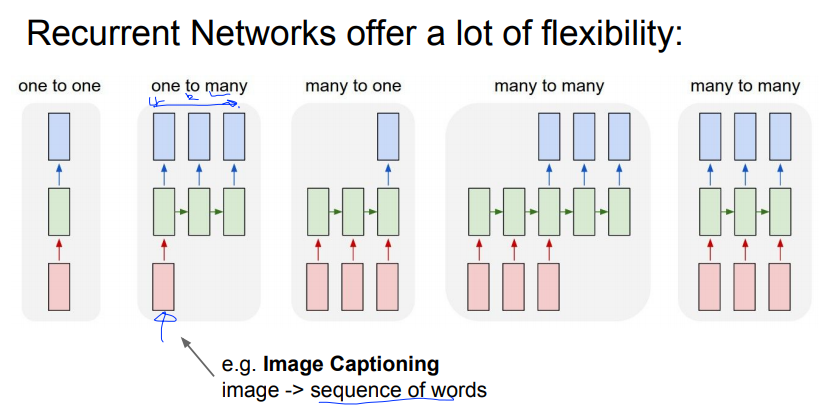 Recurrent Networks offer a lot of flexibility:
one to one
one to many
many to one
many to many
many to many
e.g. Image Captioning
image -> sequence of words